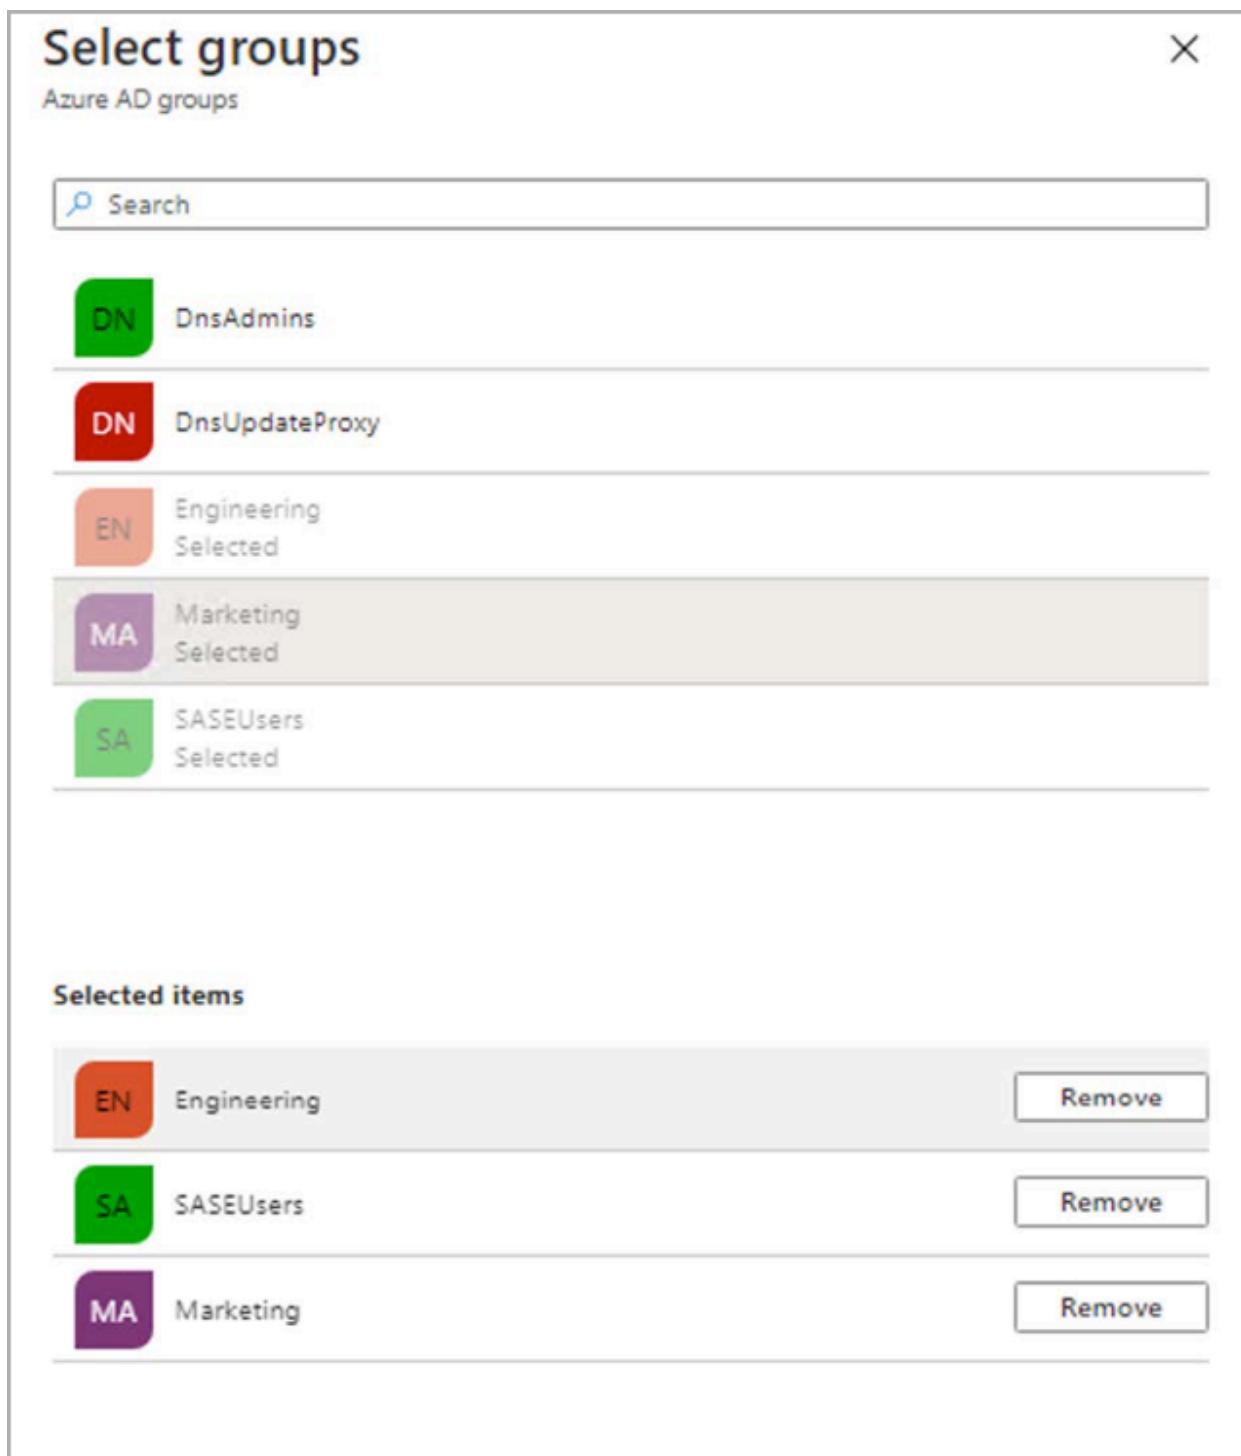 Select groups
Azure AD groups
Search
DN DnsAdmins
DN DnsUpdateProxy
EN Engineering
Selected
MA Marketing
Selected
SA SASEUsers
Selected
Selected items
EN Engineering Remove
SA SASEUsers Remove
MA Marketing Remove